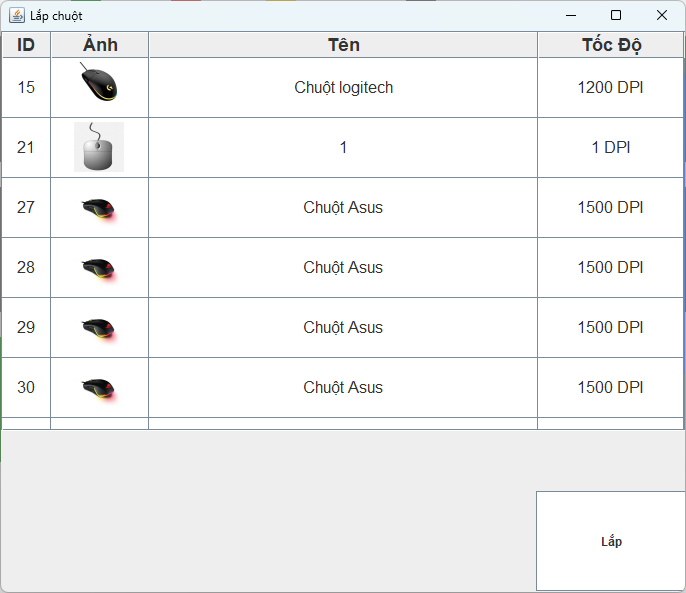 Lắp chuột
ID Ảnh Tên Tốc Độ
15 Chuột logitech 1200 DPI
21 1 1 DPI
27 Chuột Asus 1500 DPI
28 Chuột Asus 1500 DPI
29 Chuột Asus 1500 DPI
30 Chuột Asus 1500 DPI
Lắp